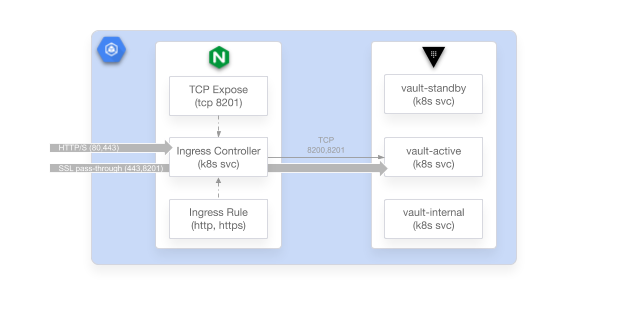 TCP Expose
(tcp 8201)
vault-standby
(k8s svc)
HTTP/S (80,443)
Ingress Controller
(k8s svc)
TCP
8200,8201
vault-active
(k8s svc)
SSL pass-through (443,8201)
Ingress Rule
(http, https)
vault-internal
(k8s svc)